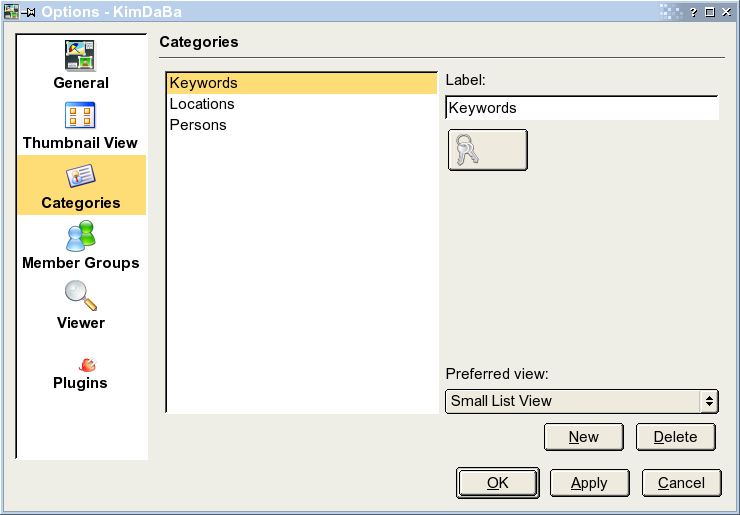 Options - KimDaBa
General
Thumbnail View
Categories
Member Groups
Viewer
Plugins
Categories
Keywords
Locations
Persons
Label:
Keywords
Preferred view:
Small List View
New
Delete
OK
Apply
Cancel